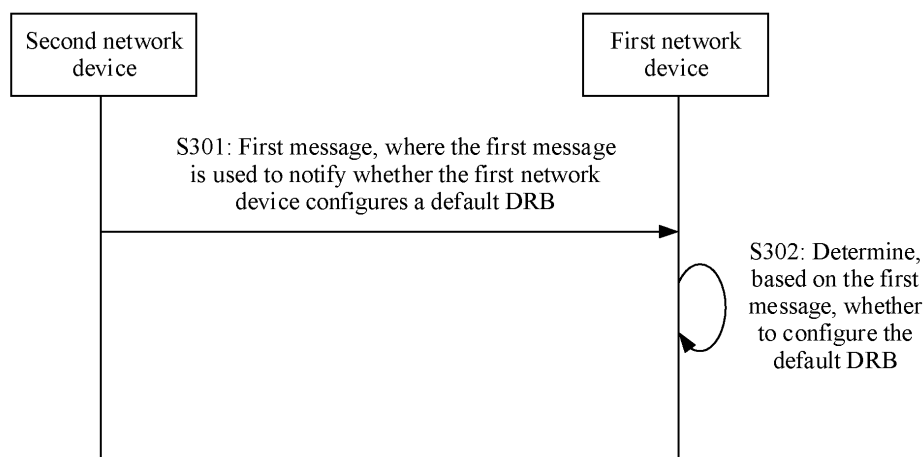 Second network
device
First network
device
S301: First message, where the first message
is used to notify whether the first network
device configures a default DRB
S302: Determine,
based on the first
message, whether
to configure the
default DRB